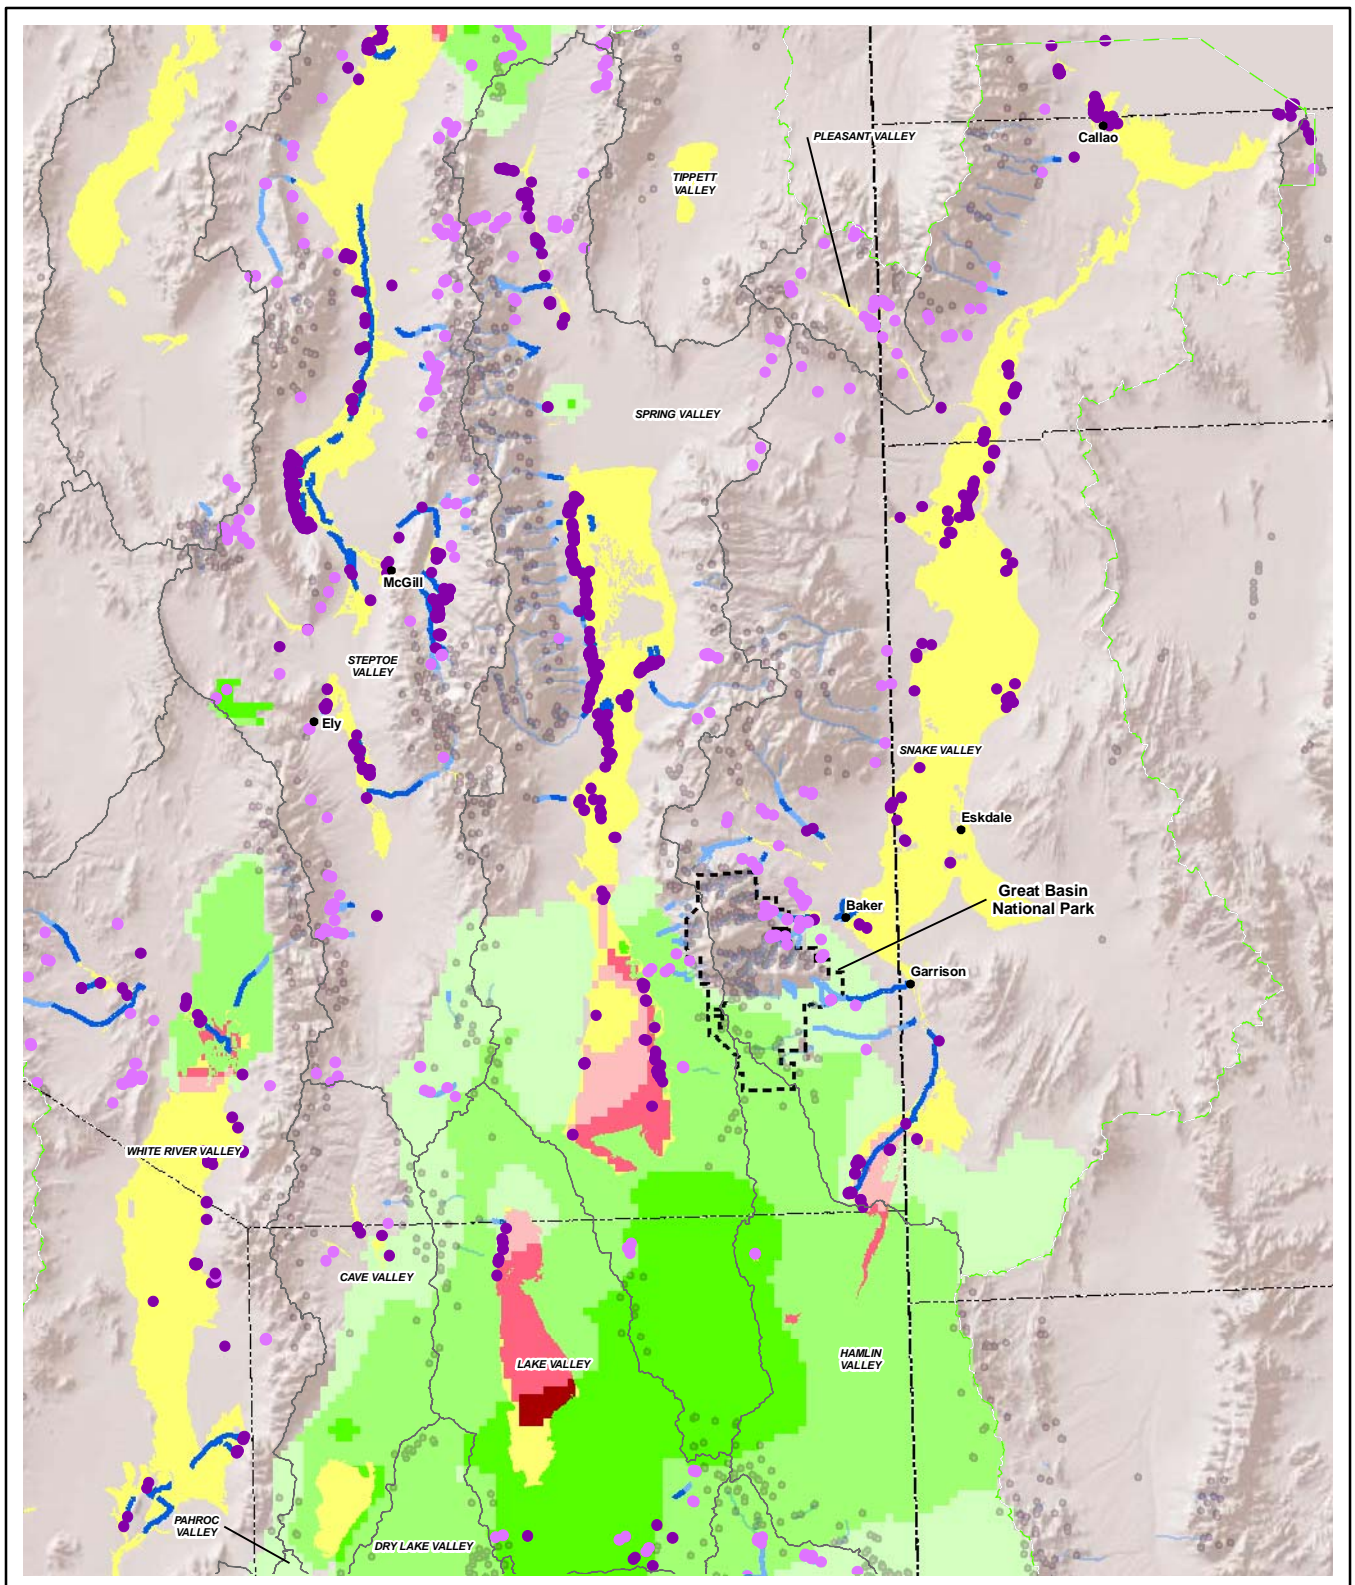 PLEASANT VALLEY
Callao
TIPPETT
VALLEY
SPRING VALLEY
McGill
STEPTOE
VALLEY
Ely
SNAKE VALLEY
Eskdale
Great Basin
National Park
Baker
Garrison
WHITE RIVER VALLEY
CAVE VALLEY
LAKE VALLEY
HAMLIN
VALLEY
PAHROC
VALLEY
DRY LAKE VALLEY